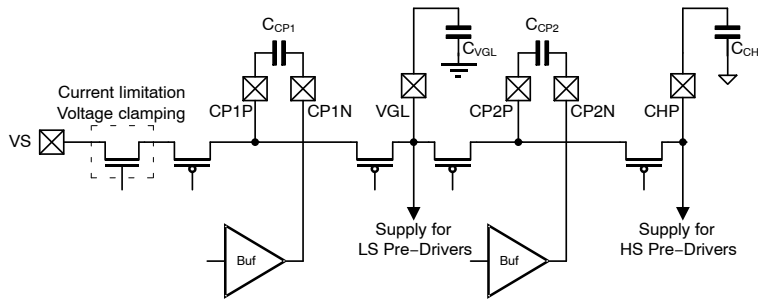 CCP1
CVGL
CCP2
CCH
Current limitation
Voltage clamping
CP1P
CP1N
VGL
CP2P
CP2N
CHP
VS
Supply for
LS Pre−Drivers
Supply for
HS Pre−Drivers
Buf
Buf